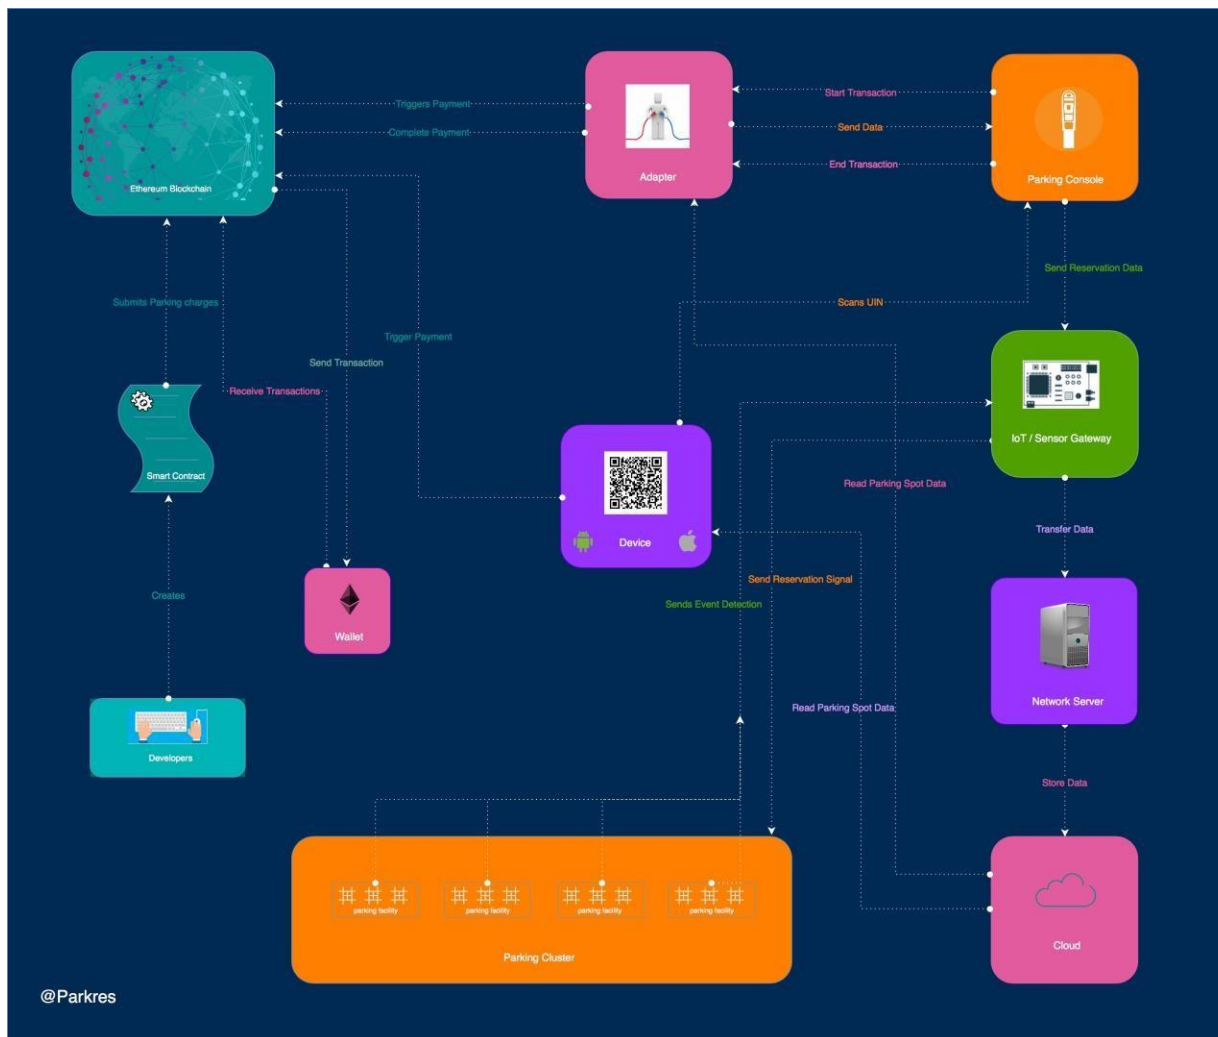 Ethereum Blockchain
Triggers Payment
Complete Payment
Adapter
Start Transaction
Send Data
End Transaction
Parking Console
Send Reservation Data
Submits Parking charges
Scans UIN
Trigger Payment
Send Transaction
Receive Transactions
Smart Contract
IoT / Sensor Gateway
Read Parking Spot Data
Device
Transfer Data
Send Reservation Signal
Sends Event Detection
Creates
Wallet
Network Server
Read Parking Spot Data
Developers
Store Data
parking facility
parking facility
parking facility
parking facility
Parking Cluster
Cloud
@Parkres